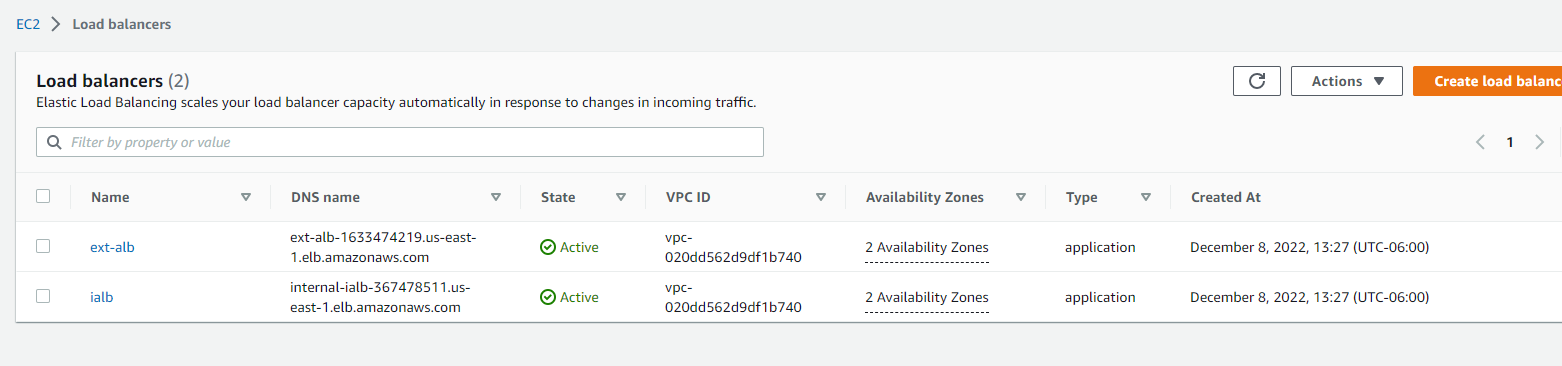 EC2 > Load balancers
Load balancers (2)
Elastic Load Balancing scales your load balancer capacity automatically in response to changes in incoming traffic.
Actions
Create load balanc
Filter by property or value
1
Name DNS name State VPC ID Availability Zones Type Created At
ext-alb ext-alb-1633474219.us-east-1.elb.amazonaws.com Active vpc-020dd562d9df1b740 2 Availability Zones application December 8, 2022, 13:27 (UTC-06:00)
ialb internal-ialb-367478511.us-east-1.elb.amazonaws.com Active vpc-020dd562d9df1b740 2 Availability Zones application December 8, 2022, 13:27 (UTC-06:00)